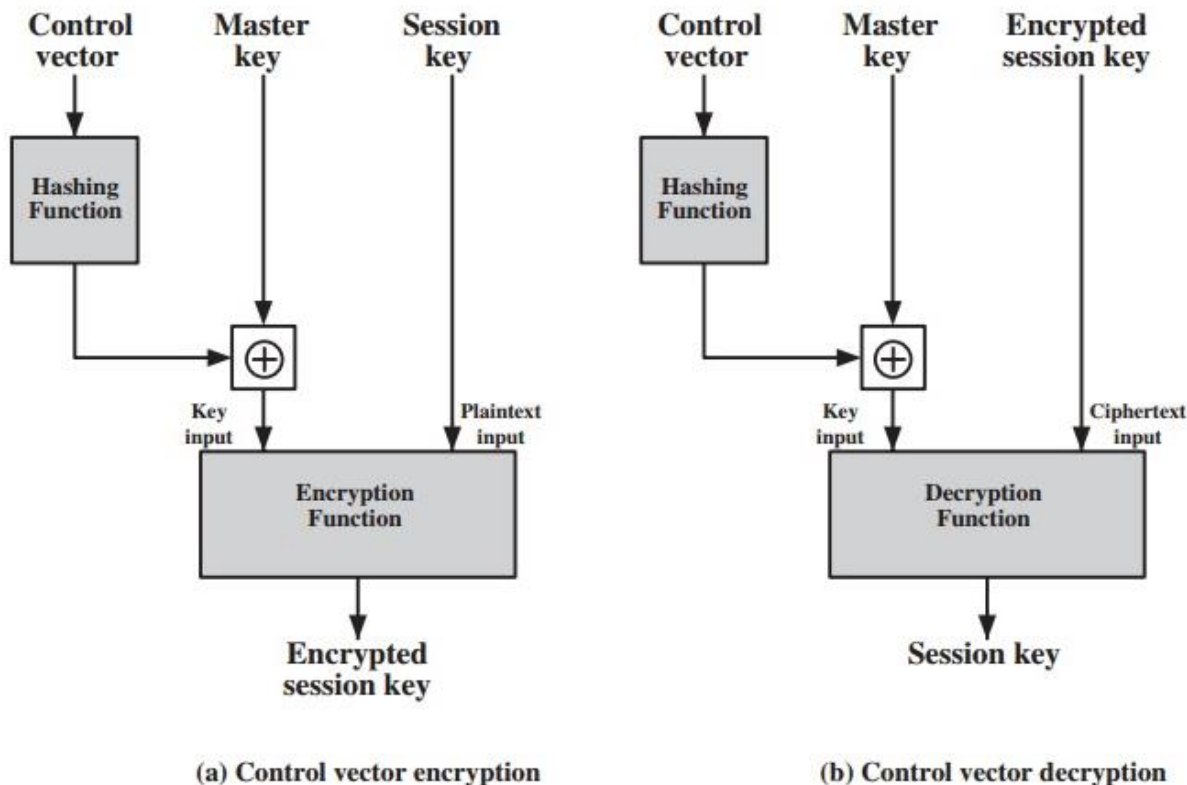 Control
vector
Master
key
Session
key
Hashing
Function
Key
input
Plaintext
input
Encryption
Function
Encrypted
session key
(a) Control vector encryption
Control
vector
Master
key
Encrypted
session key
Hashing
Function
Key
input
Ciphertext
input
Decryption
Function
Session key
(b) Control vector decryption